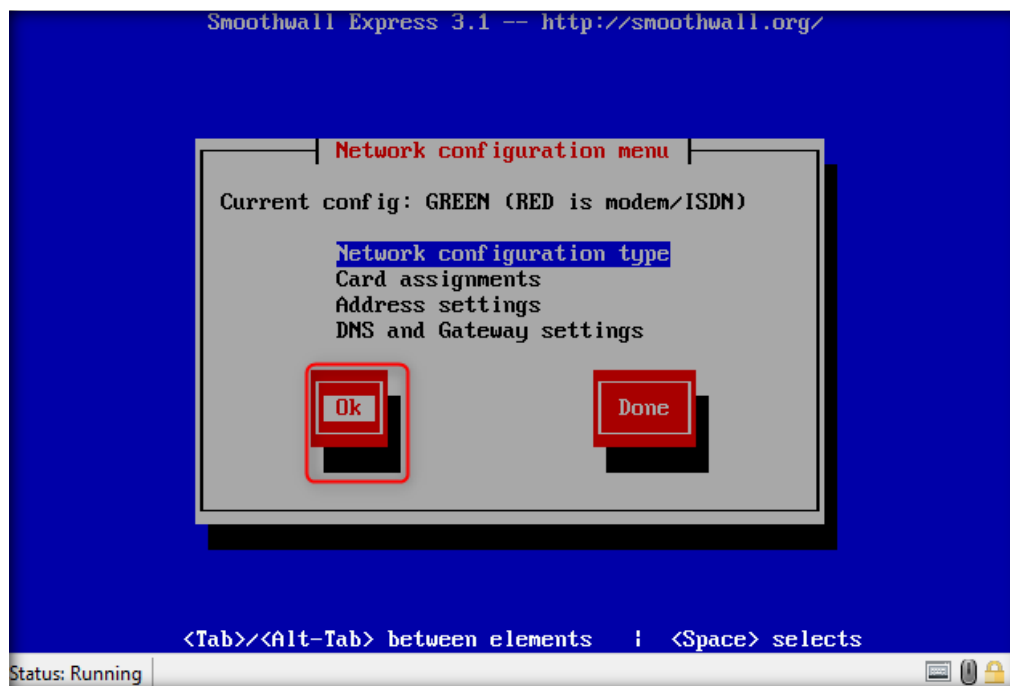 Smoothwall Express 3.1 -- http://smoothwall.org/
Network configuration menu
Current config: GREEN (RED is modem/ISDN)
Network configuration type
Card assignments
Address settings
DNS and Gateway settings
Ok Done
<Tab>/<Alt-Tab> between elements | <Space> selects
Status: Running